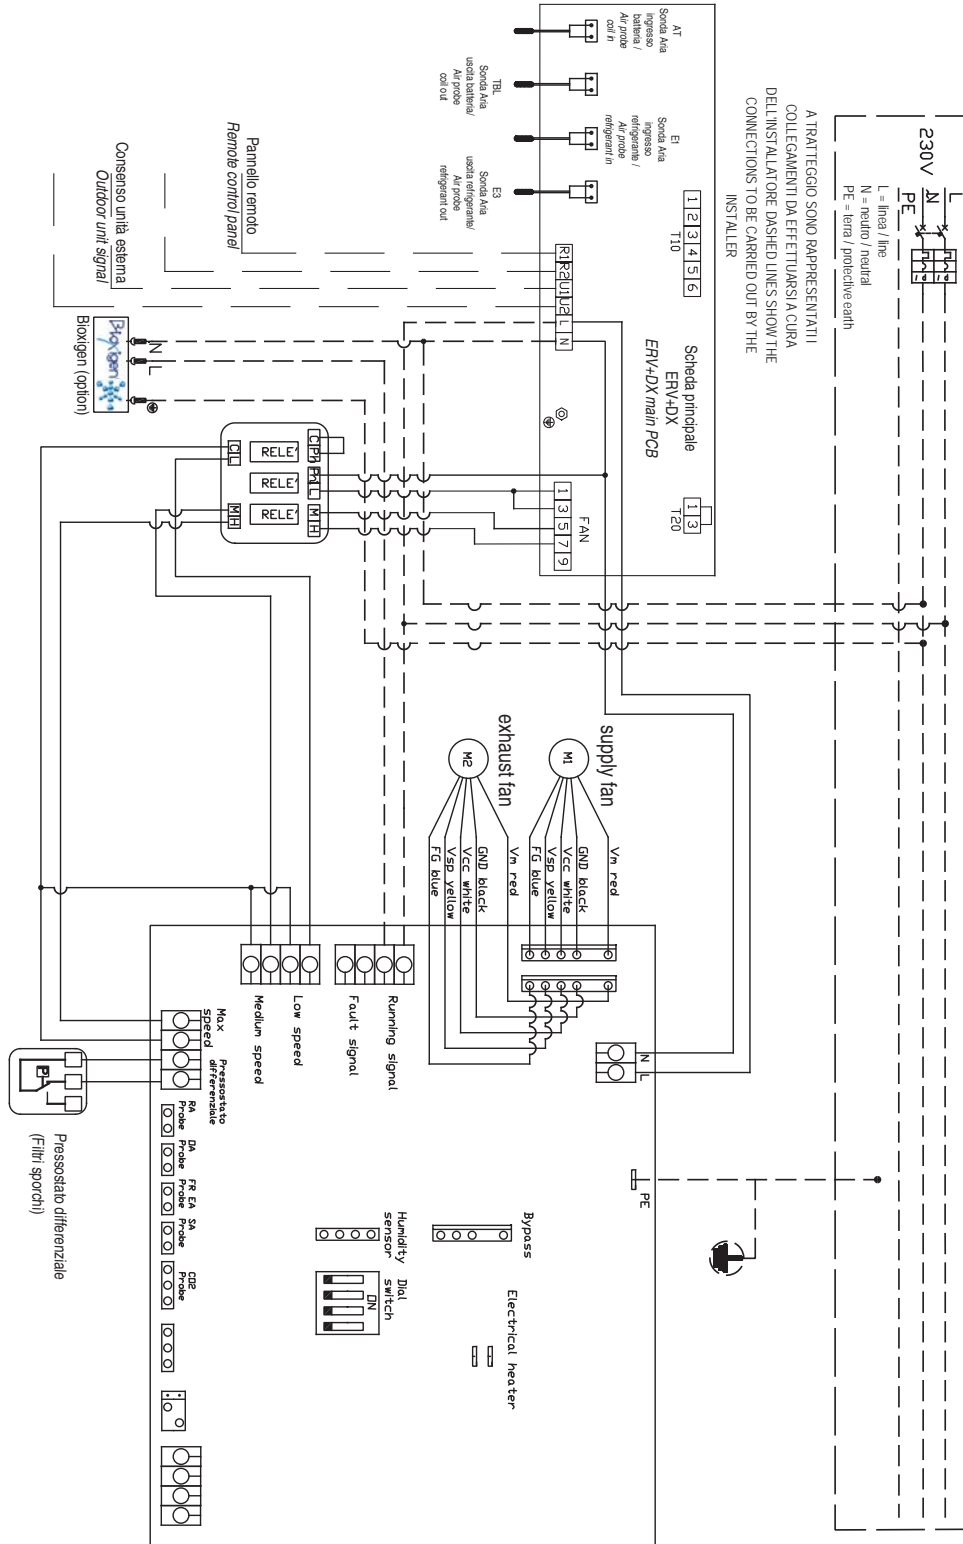 230V
L
N
PE
L = linea / line
N = neutro / neutral
PE = terra / protective earth
A TRATTEGGIO SONO RAPPRESENTATI I
COLLEGAMENTI DA EFFETTUARSI A CURA
DELL'INSTALLATORE DASHED LINES SHOW THE
CONNECTIONS TO BE CARRIED OUT BY THE
INSTALLER
AT
Sonda Aria
ingresso
batteria /
Air probe
coil in
TBL
Sonda Aria
uscita batteria/
Air probe
coil out
E1
Sonda Aria
ingresso
refrigerante /
Air probe
refrigerant in
E3
Sonda Aria
uscita refrigerante/
Air probe
refrigerant out
1 2 3 4 5 6
T10
Scheda principale
ERV+DX
ERV+DX main PCB
1 3
T20
R1 R2 U1 U2 L N
1 3 5 7 9
FAN
Pannello remoto
Remote control panel
Consenso unità esterna
Outdoor unit signal
N
L
Bioxigen
Bioxigen (option)
C Ph Ph L M H
RELE'
RELE'
RELE'
C L
M H
supply fan
M1
Vm red
GND black
Vcc white
Vsp yellow
FG blue
exhaust fan
M2
Vm red
GND black
Vcc white
Vsp yellow
FG blue
N
L
PE
Running signal
Fault signal
Low speed
Medium speed
Max
speed
Pressostato
differenziale
P
Pressostato differenziale
(Filtri sporchi)
RA
Probe
OA
Probe
FR EA
Probe
SA
Probe
CO2
Probe
Humidity
sensor
Dial
switch
ON
Bypass
Electrical heater